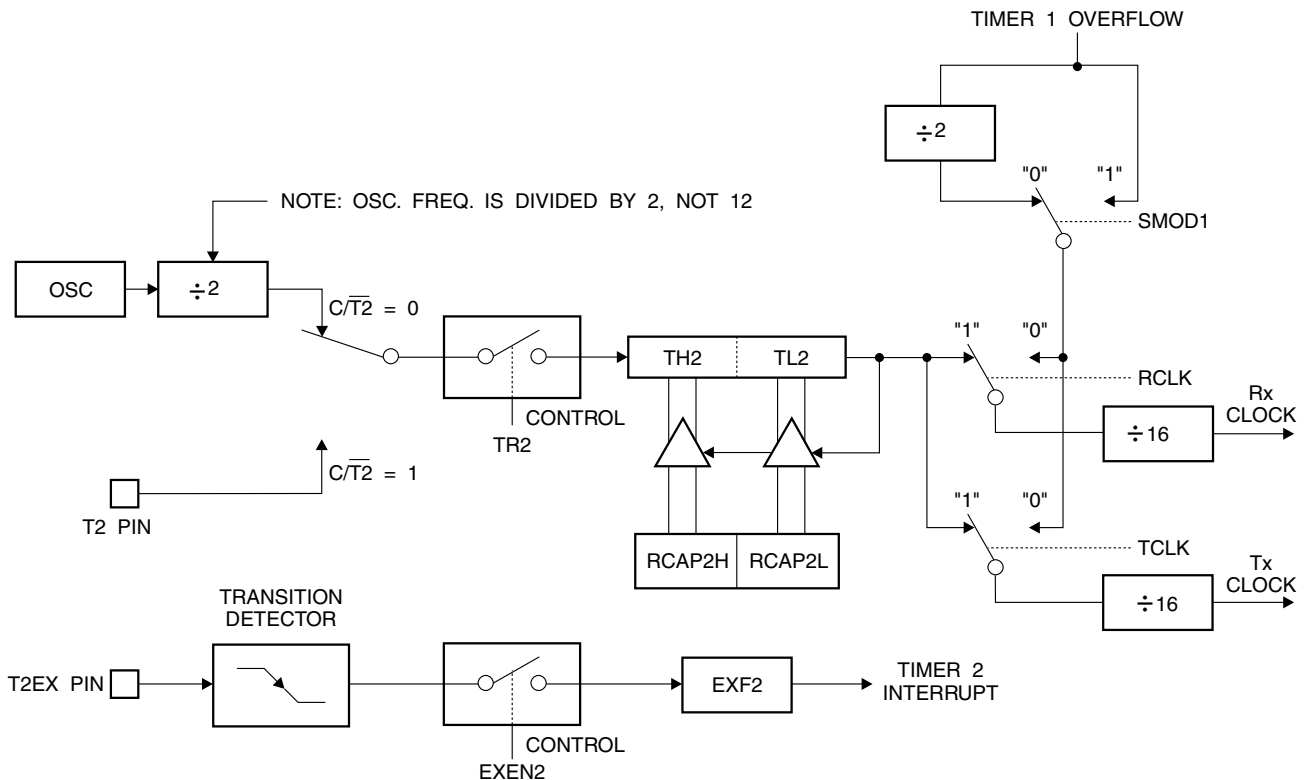 TIMER 1 OVERFLOW
÷2
"0"
"1"
NOTE: OSC. FREQ. IS DIVIDED BY 2, NOT 12
SMOD1
OSC
÷2
C/T̅2̅ = 0
"1"
"0"
TH2
TL2
RCLK
CONTROL
TR2
Rx
CLOCK
÷16
C/T̅2̅ = 1
T2 PIN
"1"
"0"
RCAP2H
RCAP2L
TCLK
Tx
CLOCK
÷16
TRANSITION
DETECTOR
T2EX PIN
EXF2
TIMER 2
INTERRUPT
CONTROL
EXEN2